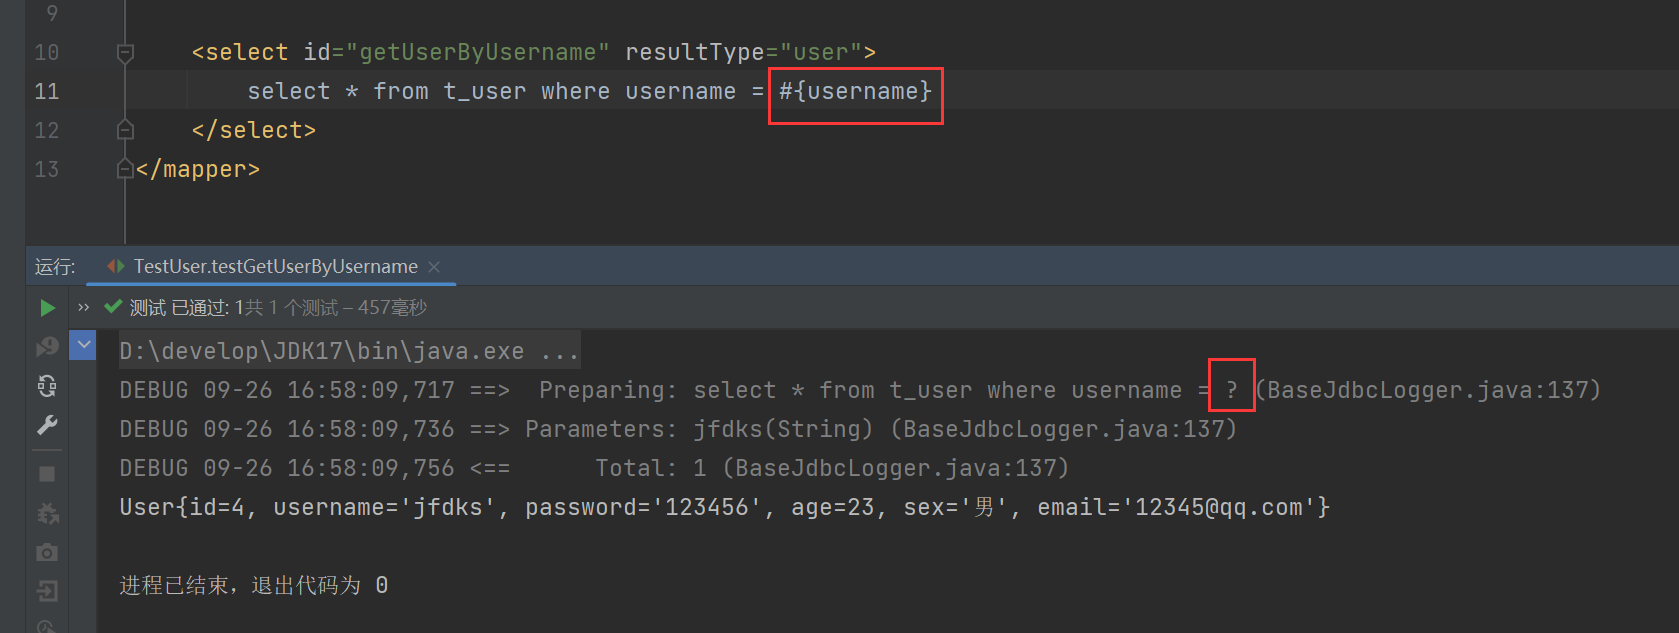 9
10 <select id="getUserByUsername" resultType="user">
11 select * from t_user where username = #{username}
12 </select>
13 </mapper>
运行: TestUser.testGetUserByUsername ×
» 测试 已通过: 1共 1 个测试 – 457毫秒
D:\develop\JDK17\bin\java.exe ...
DEBUG 09-26 16:58:09,717 ==>  Preparing: select * from t_user where username = ? (BaseJdbcLogger.java:137)
DEBUG 09-26 16:58:09,736 ==> Parameters: jfdks(String) (BaseJdbcLogger.java:137)
DEBUG 09-26 16:58:09,756 <==      Total: 1 (BaseJdbcLogger.java:137)
User{id=4, username='jfdks', password='123456', age=23, sex='男', email='12345@qq.com'}
进程已结束，退出代码为 0